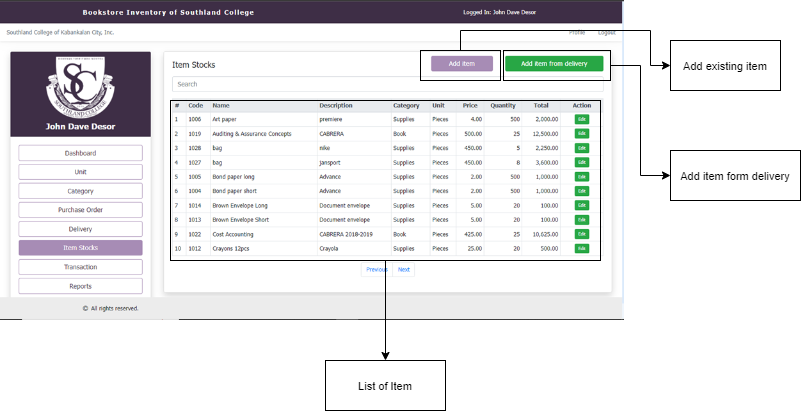 Bookstore Inventory of Southland College
Logged In: John Dave Desor
Southland College of Kabankalan City, Inc.
Profile
Logout
SC
SOUTHLAND COLLEGE
John Dave Desor
Dashboard
Unit
Category
Purchase Order
Delivery
Item Stocks
Transaction
Reports
Item Stocks
Add item
Add item from delivery
Search
# Code Name Description Category Unit Price Quantity Total Action
1 1006 Art paper premiere Supplies Pieces 4.00 500 2,000.00 Edit
2 1019 Auditing & Assurance Concepts CABRERA Book Pieces 500.00 25 12,500.00 Edit
3 1028 bag nike Supplies Pieces 450.00 5 2,250.00 Edit
4 1027 bag jansport Supplies Pieces 450.00 8 3,600.00 Edit
5 1005 Bond paper long Advance Supplies Pieces 2.00 500 1,000.00 Edit
6 1004 Bond paper short Advance Supplies Pieces 2.00 500 1,000.00 Edit
7 1014 Brown Envelope Long Document envelope Supplies Pieces 5.00 20 100.00 Edit
8 1013 Brown Envelope Short Document envelope Supplies Pieces 5.00 20 100.00 Edit
9 1022 Cost Accounting CABRERA 2018-2019 Book Pieces 425.00 25 10,625.00 Edit
10 1012 Crayons 12pcs Crayola Supplies Pieces 25.00 20 500.00 Edit
Previous Next
© All rights reserved.
Add existing item
Add item form delivery
List of Item